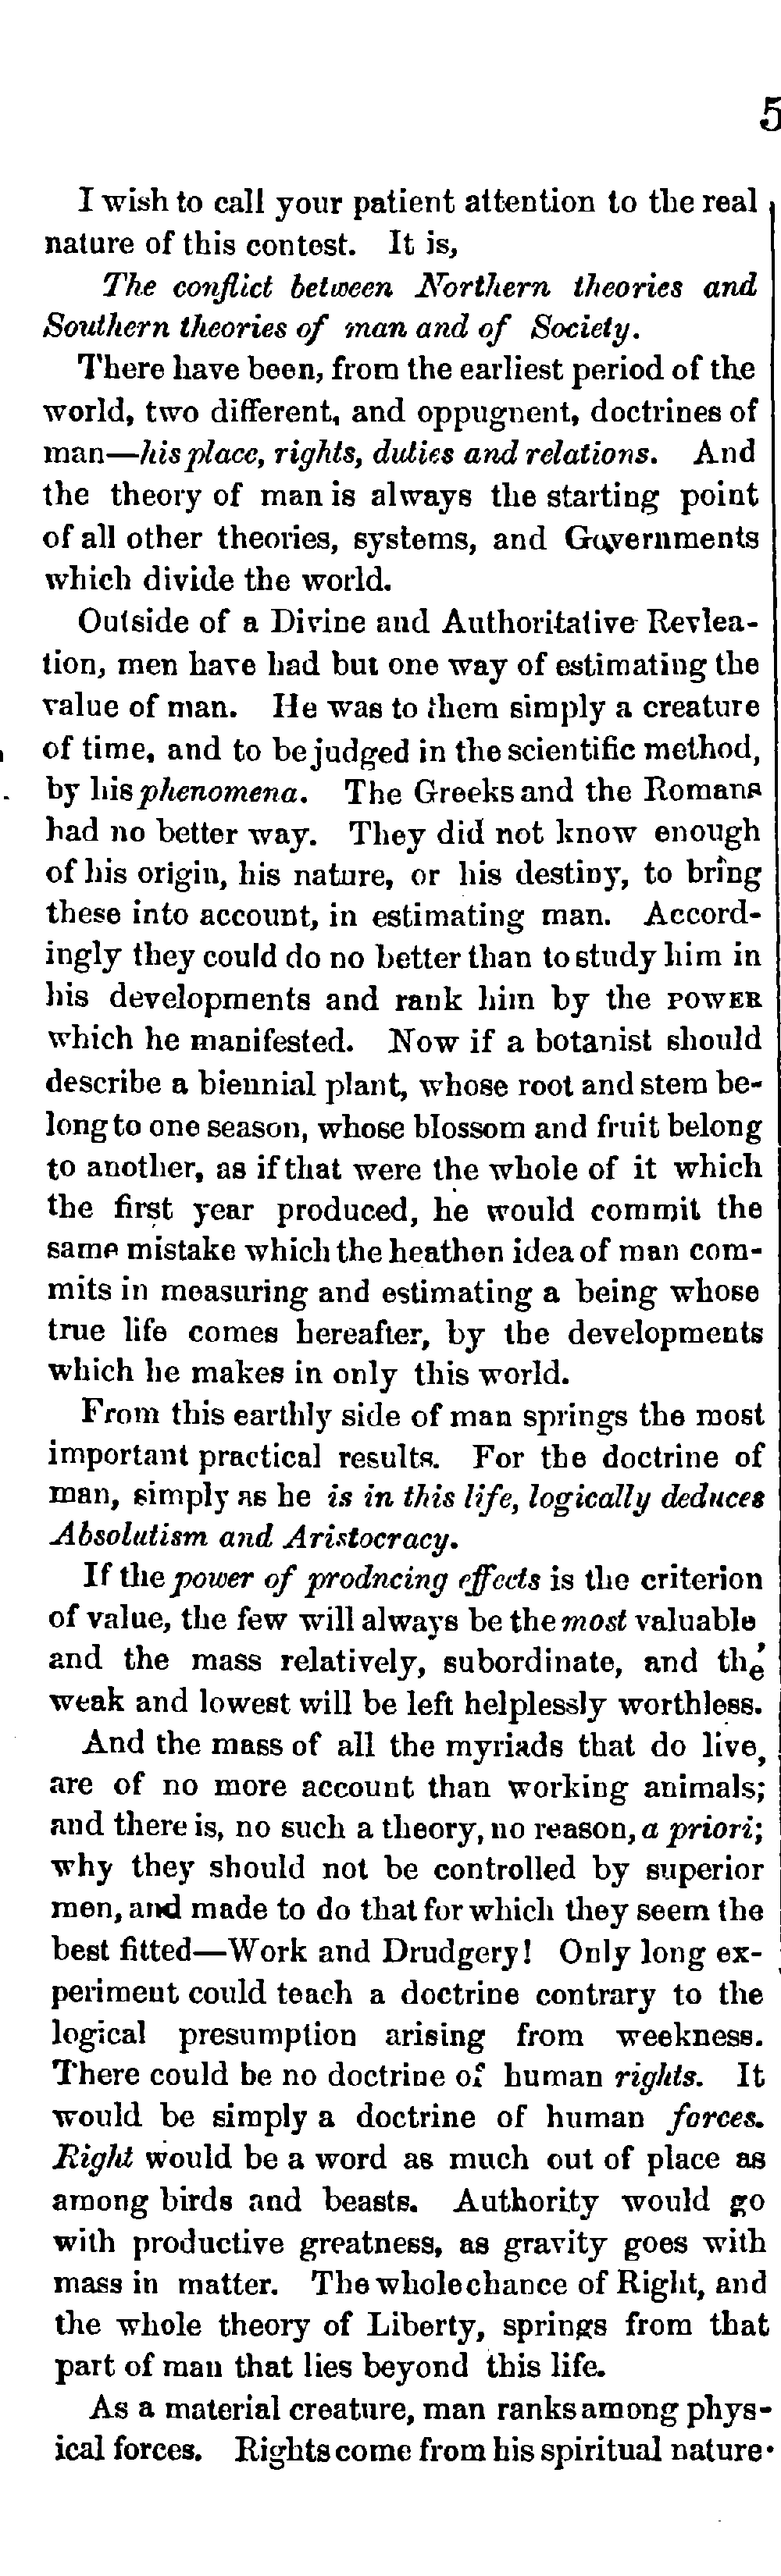 5
I wish to call your patient attention to the real
nature of this contest. It is,
The conflict between Northern theories and
Southern theories of man and of Society.
There have been, from the earliest period of the
world, two different, and oppugnent, doctrines of
man—his place, rights, duties and relations. And
the theory of man is always the starting point
of all other theories, systems, and Governments
which divide the world.
Outside of a Divine and Authoritative Revlea-
tion, men have had but one way of estimating the
value of man. He was to them simply a creature
of time, and to be judged in the scientific method,
by his phenomena. The Greeks and the Romans
had no better way. They did not know enough
of his origin, his nature, or his destiny, to bring
these into account, in estimating man. Accord-
ingly they could do no better than to study him in
his developments and rank him by the POWER
which he manifested. Now if a botanist should
describe a biennial plant, whose root and stem be-
long to one season, whose blossom and fruit belong
to another, as if that were the whole of it which
the first year produced, he would commit the
same mistake which the heathen idea of man com-
mits in measuring and estimating a being whose
true life comes hereafter, by the developments
which he makes in only this world.
From this earthly side of man springs the most
important practical results. For the doctrine of
man, simply as he is in this life, logically deduces
Absolutism and Aristocracy.
If the power of prodncing effects is the criterion
of value, the few will always be the most valuable
and the mass relatively, subordinate, and the
weak and lowest will be left helplessly worthless.
And the mass of all the myriads that do live,
are of no more account than working animals;
and there is, no such a theory, no reason, a priori;
why they should not be controlled by superior
men, and made to do that for which they seem the
best fitted—Work and Drudgery! Only long ex-
periment could teach a doctrine contrary to the
logical presumption arising from weekness.
There could be no doctrine of human rights. It
would be simply a doctrine of human forces.
Right would be a word as much out of place as
among birds and beasts. Authority would go
with productive greatness, as gravity goes with
mass in matter. The whole chance of Right, and
the whole theory of Liberty, springs from that
part of man that lies beyond this life.
As a material creature, man ranks among phys-
ical forces. Rights come from his spiritual nature.